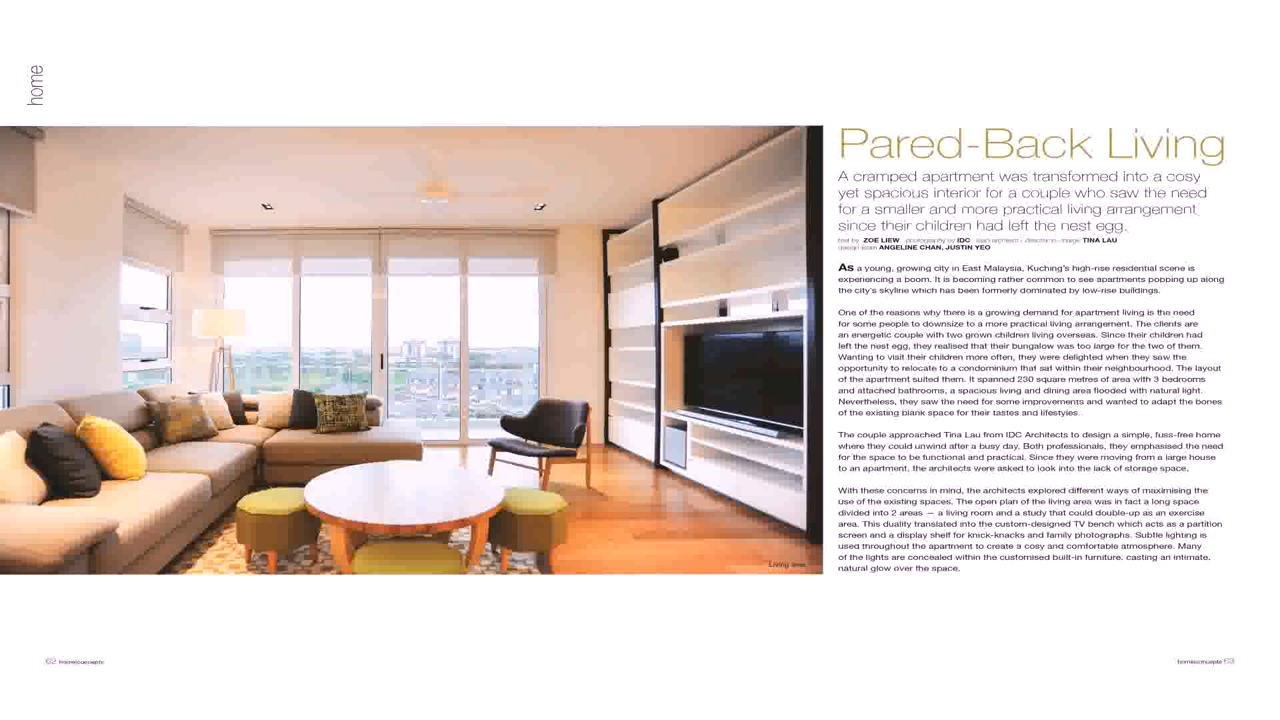 home
Pared-Back Living
A cramped apartment was transformed into a cosy
yet spacious interior for a couple who saw the need
for a smaller and more practical living arrangement
since their children had left the nest egg.
text by ZOE LIEW photography by IDC TINA LAU
design team ANGELINE CHAN, JUSTIN YEO
As a young, growing city in East Malaysia, Kuching's high-rise residential scene is
experiencing a boom. It is becoming rather common to see apartments popping up along
the city's skyline which has been formerly dominated by low-rise buildings.
One of the reasons why there is a growing demand for apartment living is the need
for some people to downsize to a more practical living arrangement. The clients are
an energetic couple with two grown children living overseas. Since their children had
left the nest egg, they realised that their bungalow was too large for the two of them.
Wanting to visit their children more often, they were delighted when they saw the
opportunity to relocate to a condominium that sat within their neighbourhood. The layout
of the apartment suited them. It spanned 230 square metres of area with 3 bedrooms
and attached bathrooms, a spacious living and dining area flooded with natural light.
Nevertheless, they saw the need for some improvements and wanted to adapt the bones
of the existing blank space for their tastes and lifestyles.
The couple approached Tina Lau from IDC Architects to design a simple, fuss-free home
where they could unwind after a busy day. Both professionals, they emphasised the need
for the space to be functional and practical. Since they were moving from a large house
to an apartment, the architects were asked to look into the lack of storage space.
With these concerns in mind, the architects explored different ways of maximising the
use of the existing spaces. The open plan of the living area was in fact a long space
divided into 2 areas — a living room and a study that could double-up as an exercise
area. This duality translated into the custom-designed TV bench which acts as a partition
screen and a display shelf for knick-knacks and family photographs. Subtle lighting is
used throughout the apartment to create a cosy and comfortable atmosphere. Many
of the lights are concealed within the customised built-in furniture, casting an intimate,
natural glow over the space.
Living area
62 homeconcepts
homeconcepts 63